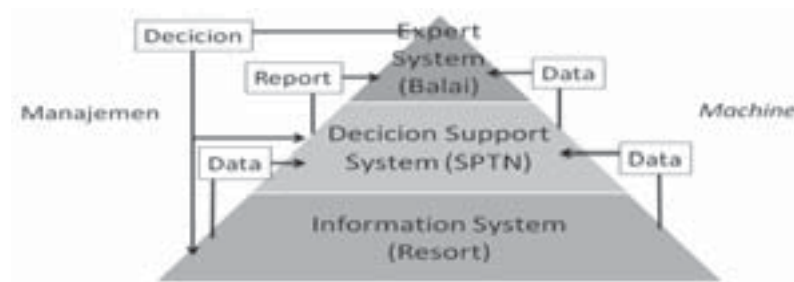 Decicion
Expert
System
(Balai)
Report
Data
Manajemen
Machine
Decicion Support
System (SPTN)
Data
Data
Information System
(Resort)